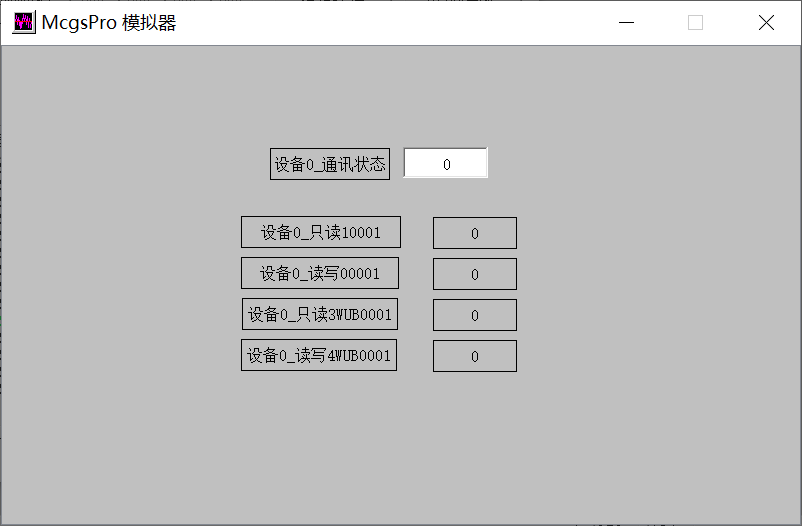 McgsPro 模拟器
设备0_通讯状态 0
设备0_只读10001 0
设备0_读写00001 0
设备0_只读3WUB0001 0
设备0_读写4WUB0001 0